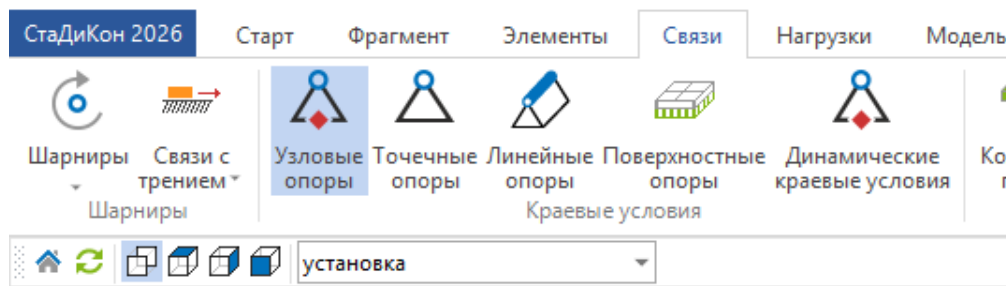 СтаДиКон 2026 Старт Фрагмент Элементы Связи Нагрузки Модель
Шарниры Связи с трением Узловые опоры Точечные опоры Линейные опоры Поверхностные опоры Динамические краевые условия
Шарниры Краевые условия
установка